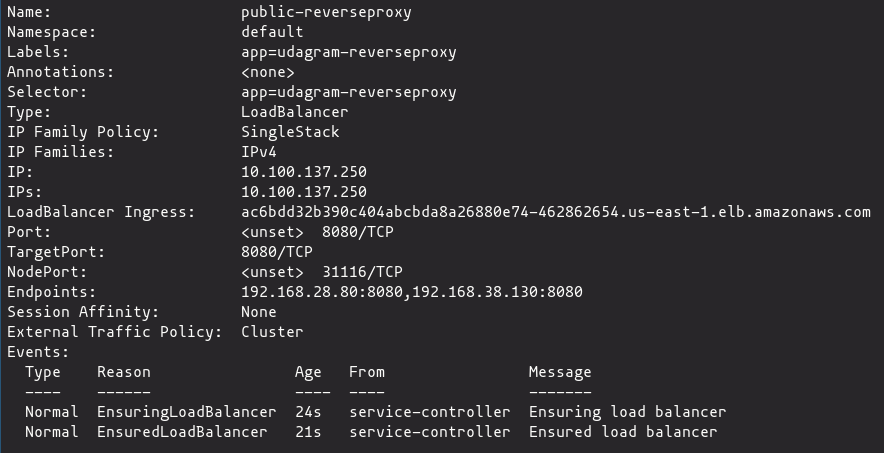 Name:                     public-reverseproxy
Namespace:                default
Labels:                   app=udagram-reverseproxy
Annotations:              <none>
Selector:                 app=udagram-reverseproxy
Type:                     LoadBalancer
IP Family Policy:         SingleStack
IP Families:              IPv4
IP:                       10.100.137.250
IPs:                      10.100.137.250
LoadBalancer Ingress:     ac6bdd32b390c404abcbda8a26880e74-462862654.us-east-1.elb.amazonaws.com
Port:                     <unset>  8080/TCP
TargetPort:               8080/TCP
NodePort:                 <unset>  31116/TCP
Endpoints:                192.168.28.80:8080,192.168.38.130:8080
Session Affinity:         None
External Traffic Policy:  Cluster
Events:
  Type    Reason                Age   From                Message
  ----    ------                ----  ----                -------
  Normal  EnsuringLoadBalancer  24s   service-controller  Ensuring load balancer
  Normal  EnsuredLoadBalancer   21s   service-controller  Ensured load balancer